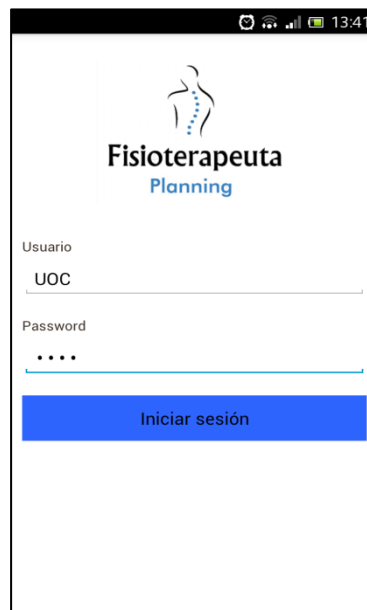 13:41
Fisioterapeuta
Planning
Usuario
UOC
Password
••••
Iniciar sesión